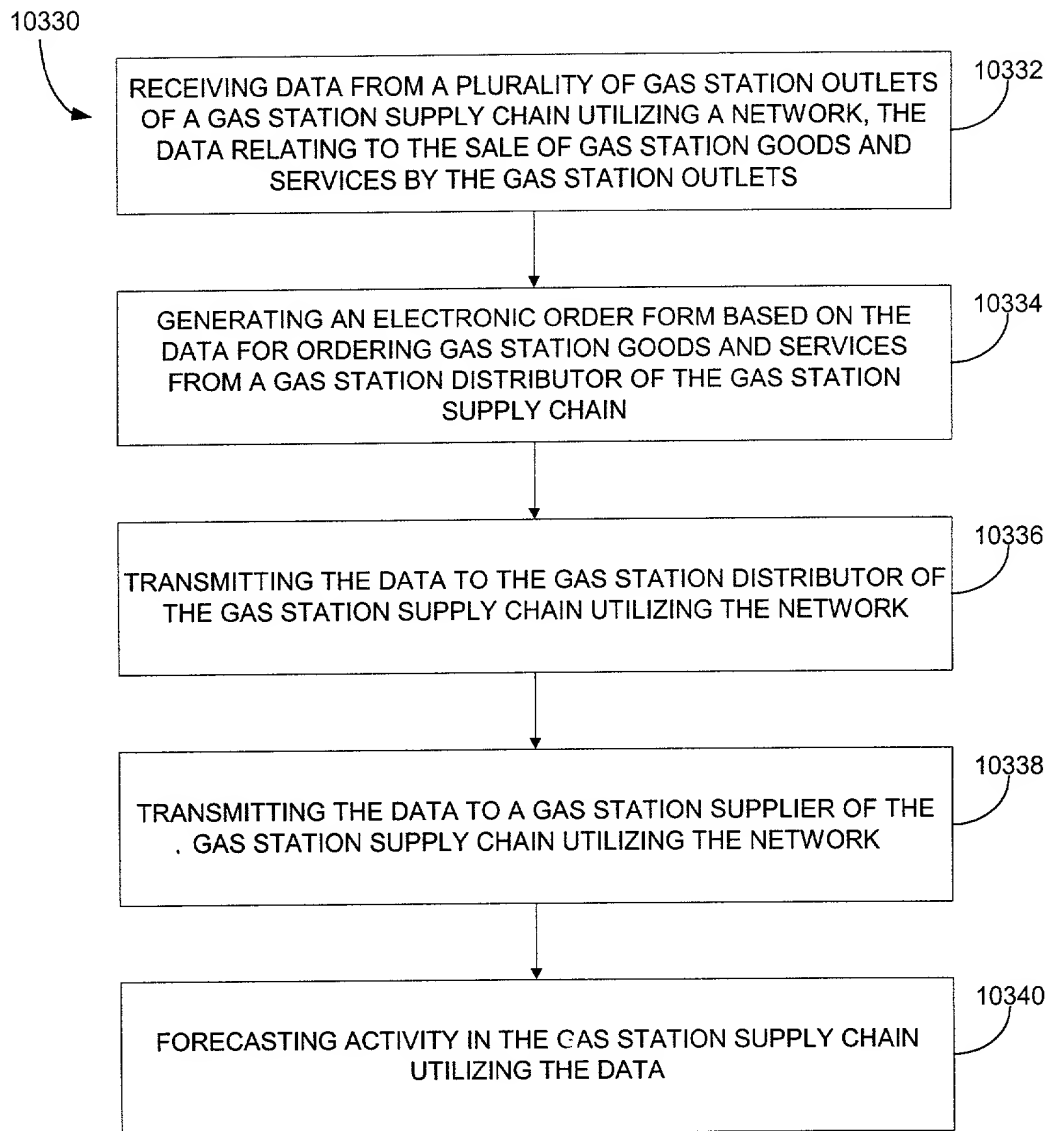 10330
RECEIVING DATA FROM A PLURALITY OF GAS STATION OUTLETS
OF A GAS STATION SUPPLY CHAIN UTILIZING A NETWORK, THE
DATA RELATING TO THE SALE OF GAS STATION GOODS AND
SERVICES BY THE GAS STATION OUTLETS
10332
GENERATING AN ELECTRONIC ORDER FORM BASED ON THE
DATA FOR ORDERING GAS STATION GOODS AND SERVICES
FROM A GAS STATION DISTRIBUTOR OF THE GAS STATION
SUPPLY CHAIN
10334
TRANSMITTING THE DATA TO THE GAS STATION DISTRIBUTOR OF
THE GAS STATION SUPPLY CHAIN UTILIZING THE NETWORK
10336
TRANSMITTING THE DATA TO A GAS STATION SUPPLIER OF THE
GAS STATION SUPPLY CHAIN UTILIZING THE NETWORK
10338
FORECASTING ACTIVITY IN THE GAS STATION SUPPLY CHAIN
UTILIZING THE DATA
10340